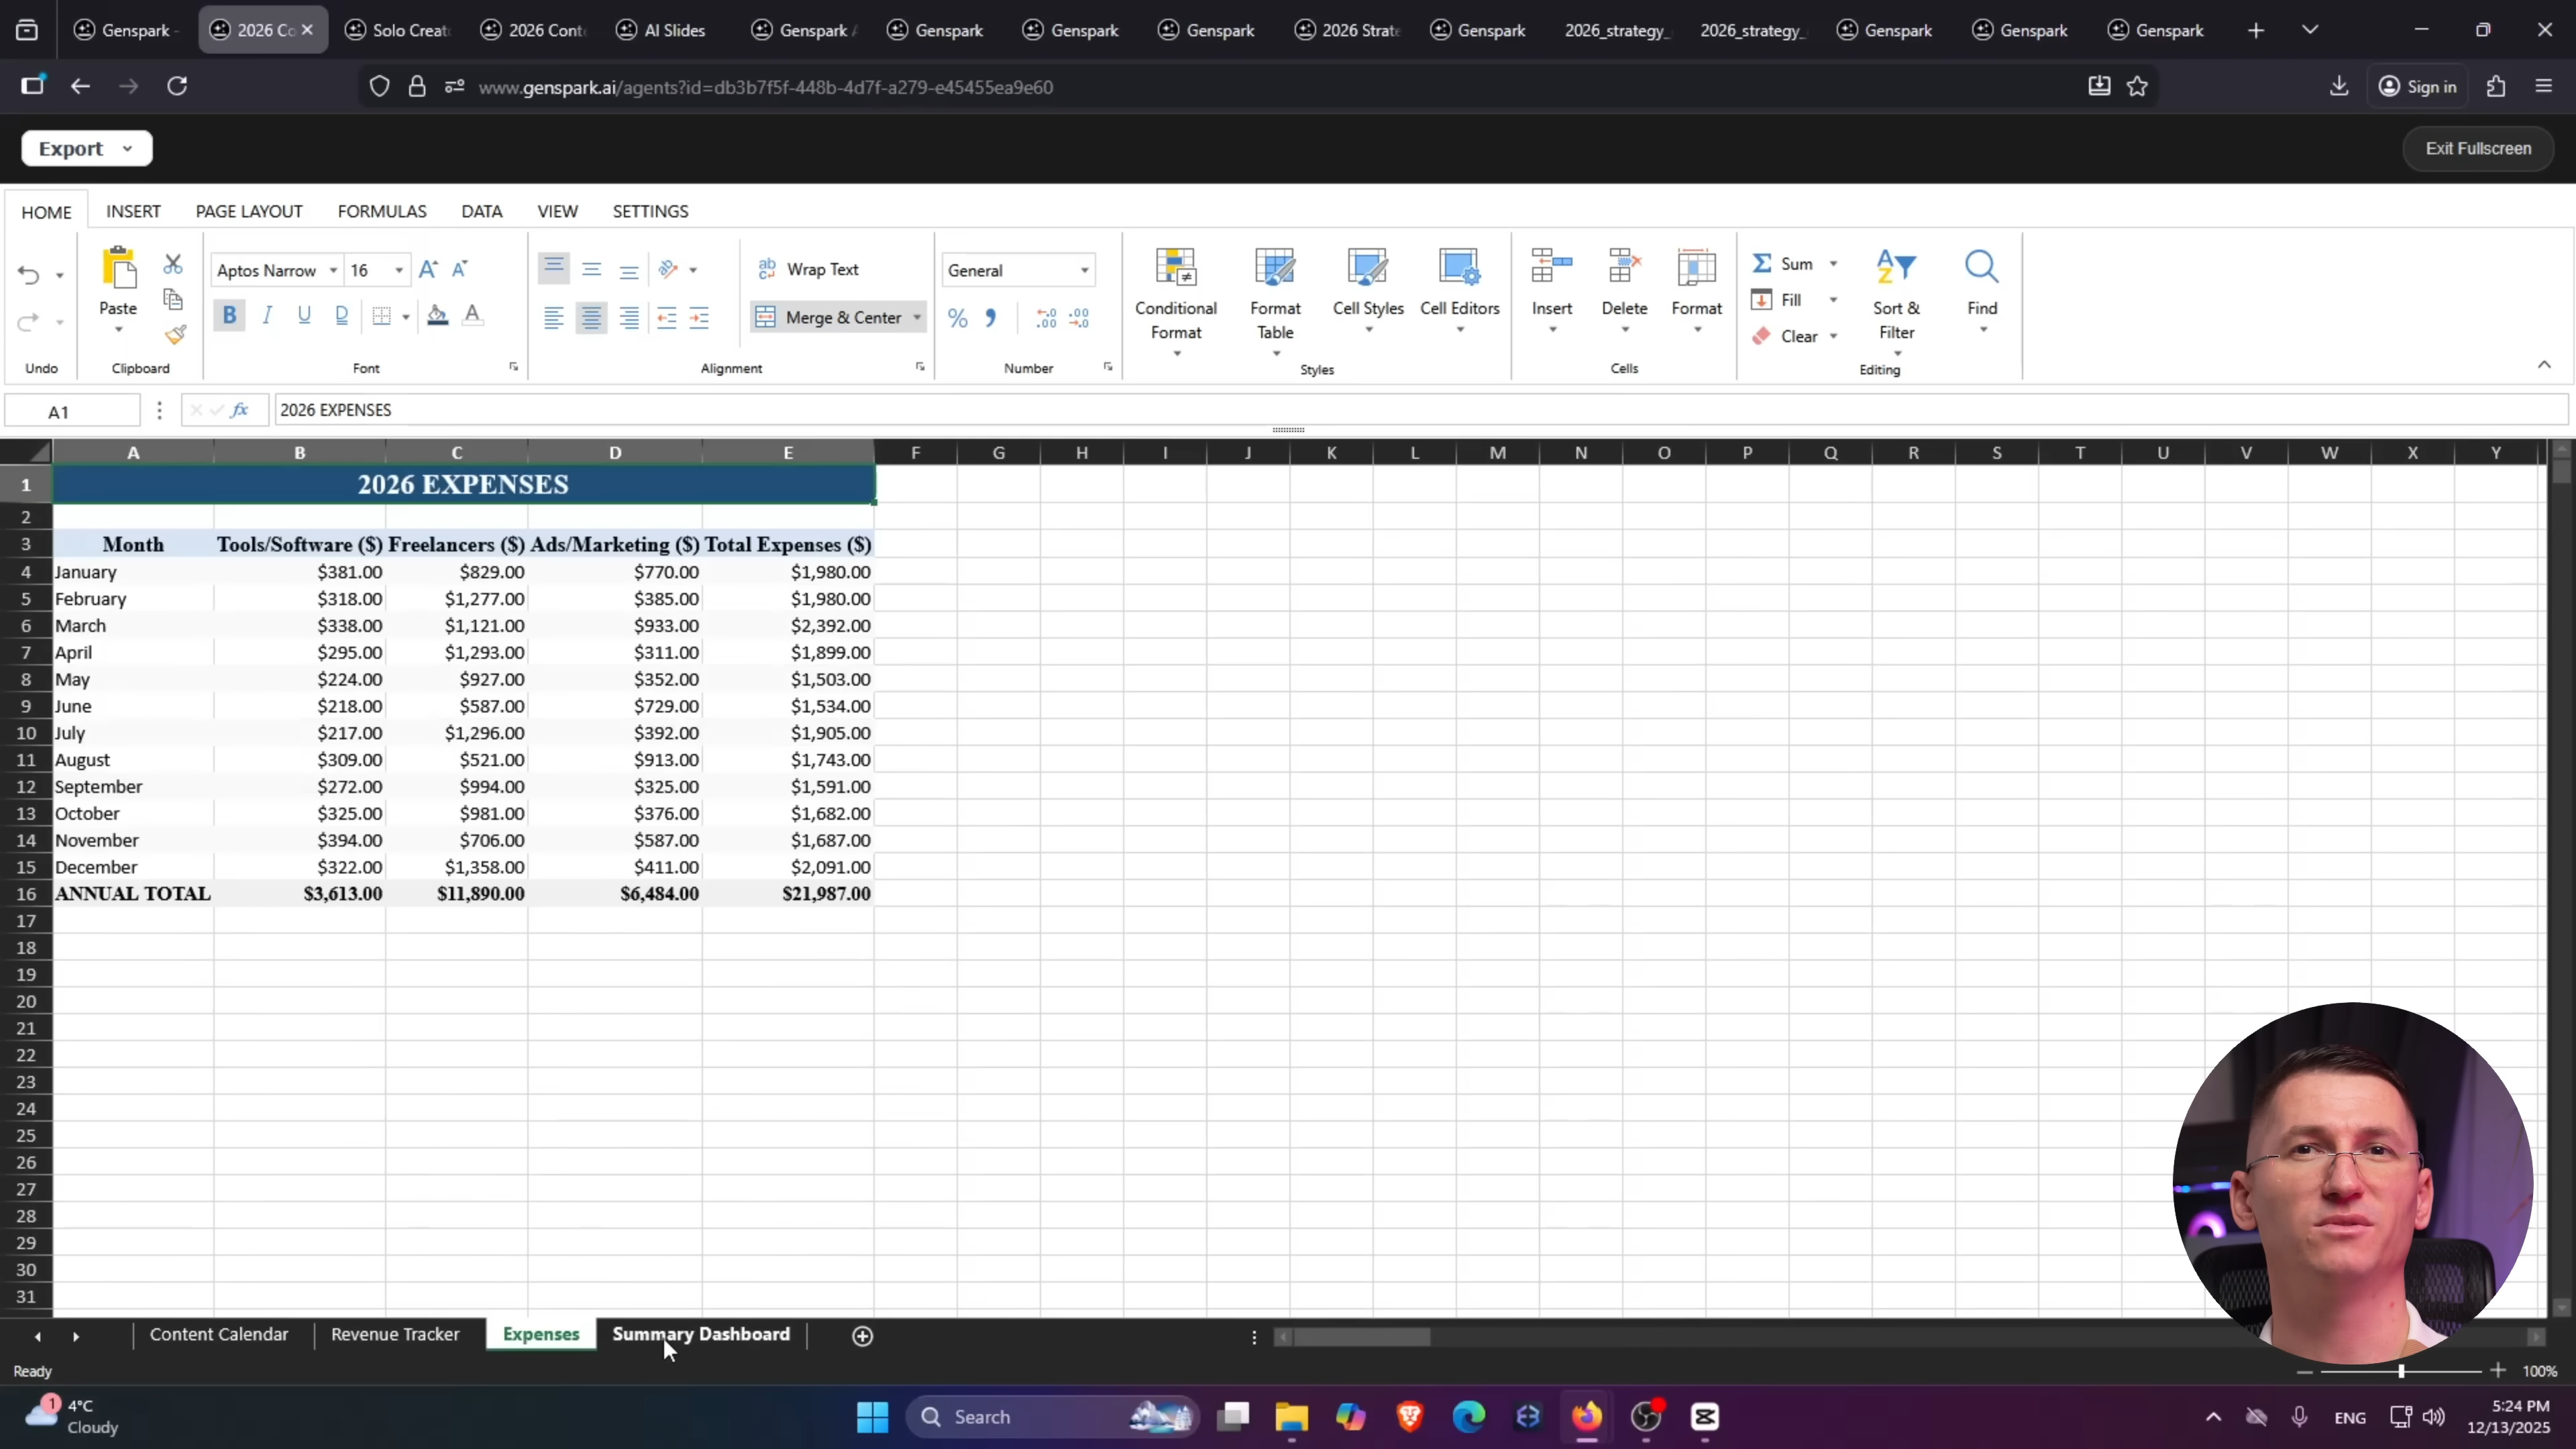 Genspark -
2026 Co
Solo Creat
2026 Cont
AI Slides
Genspark A
Genspark
Genspark
Genspark
2026 Strate
Genspark
2026_strategy_
2026_strategy_
Genspark
Genspark
Genspark
www.genspark.ai/agents?id=db3b7f5f-448b-4d7f-a279-e45455ea9e60
Sign in
Export
Exit Fullscreen
HOME INSERT PAGE LAYOUT FORMULAS DATA VIEW SETTINGS
Aptos Narrow 16
Wrap Text
General
Paste
Merge & Center
Conditional Format
Format Table
Cell Styles
Cell Editors
Insert
Delete
Format
Sum
Fill
Clear
Sort & Filter
Find
Undo Clipboard Font Alignment Number Styles Cells Editing
A1 fx 2026 EXPENSES
A B C D E F G H I J K L M N O P Q R S T U V W X Y
1 2026 EXPENSES
2
3 Month Tools/Software ($) Freelancers ($) Ads/Marketing ($) Total Expenses ($)
4 January $381.00 $829.00 $770.00 $1,980.00
5 February $318.00 $1,277.00 $385.00 $1,980.00
6 March $338.00 $1,121.00 $933.00 $2,392.00
7 April $295.00 $1,293.00 $311.00 $1,899.00
8 May $224.00 $927.00 $352.00 $1,503.00
9 June $218.00 $587.00 $729.00 $1,534.00
10 July $217.00 $1,296.00 $392.00 $1,905.00
11 August $309.00 $521.00 $913.00 $1,743.00
12 September $272.00 $994.00 $325.00 $1,591.00
13 October $325.00 $981.00 $376.00 $1,682.00
14 November $394.00 $706.00 $587.00 $1,687.00
15 December $322.00 $1,358.00 $411.00 $2,091.00
16 ANNUAL TOTAL $3,613.00 $11,890.00 $6,484.00 $21,987.00
17
18
19
20
21
22
23
24
25
26
27
28
29
30
31
Content Calendar Revenue Tracker Expenses Summary Dashboard
Ready
100%
1
4°C
Cloudy
Search
ENG
5:24 PM
12/13/2025